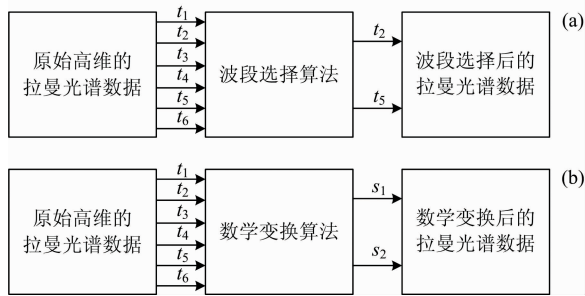 t1
t2
t3
t4
t5
t6
原始高维的
拉曼光谱数据
波段选择算法
t2
t5
波段选择后的
拉曼光谱数据
(a)
t1
t2
t3
t4
t5
t6
原始高维的
拉曼光谱数据
数学变换算法
s1
s2
数学变换后的
拉曼光谱数据
(b)